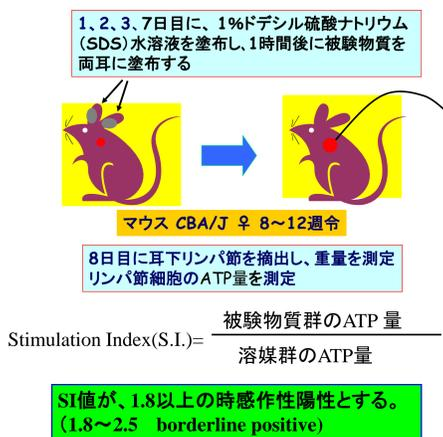 1、2、3、7日目に、1%ドデシル硫酸ナトリウム
(SDS)水溶液を塗布し、1時間後に被験物質を
両耳に塗布する
マウス CBA/J ♀ 8～12週令
8日目に耳下リンパ節を摘出し、重量を測定
リンパ節細胞のATP量を測定
Stimulation Index(S.I.)= 被験物質群のATP 量
溶媒群のATP量
SI値が、1.8以上の時感作性陽性とする。
(1.8～2.5 borderline positive)